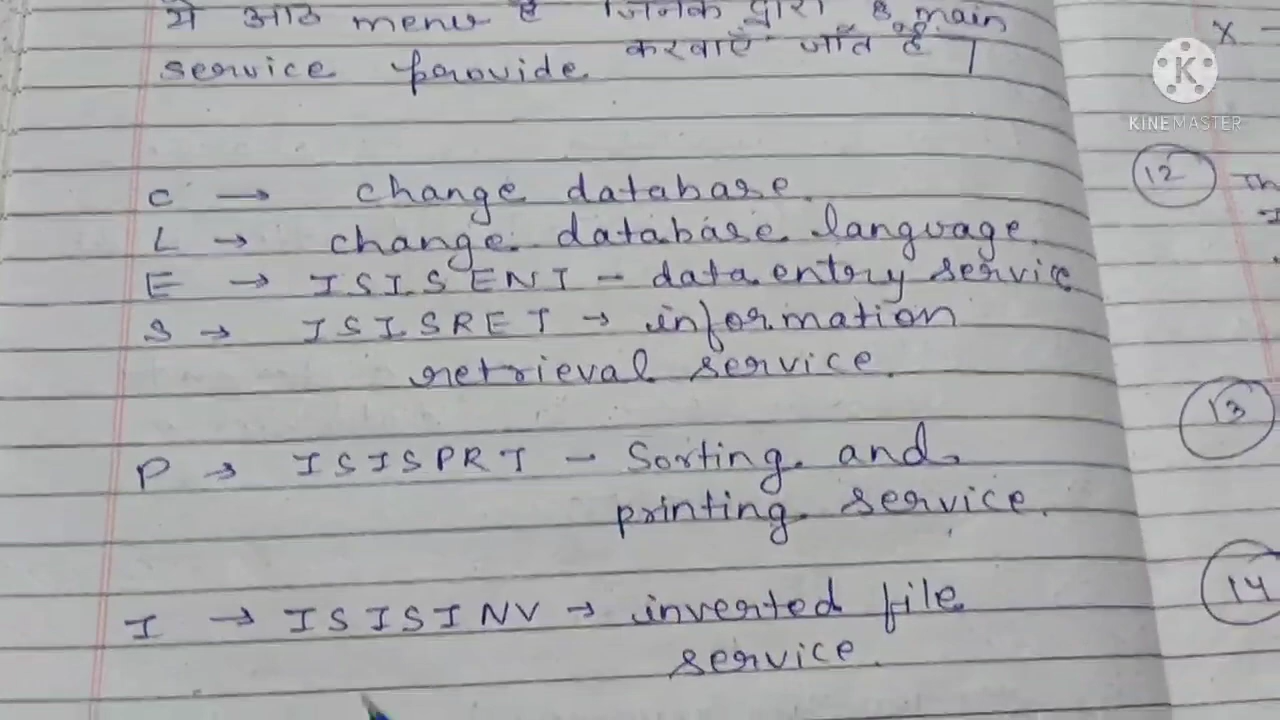 ये आठ menu है जिनके द्वारा 8 main
service provide करवाएँ जाते है।
C → change database.
L → change database language.
E → ISISENT - data entry service
S → ISISRET → information
retrieval service.
P → ISISPRT - Sorting and
printing service.
I → ISISINV → inverted file
service.
X -
12 Th
13
14
KINEMASTER